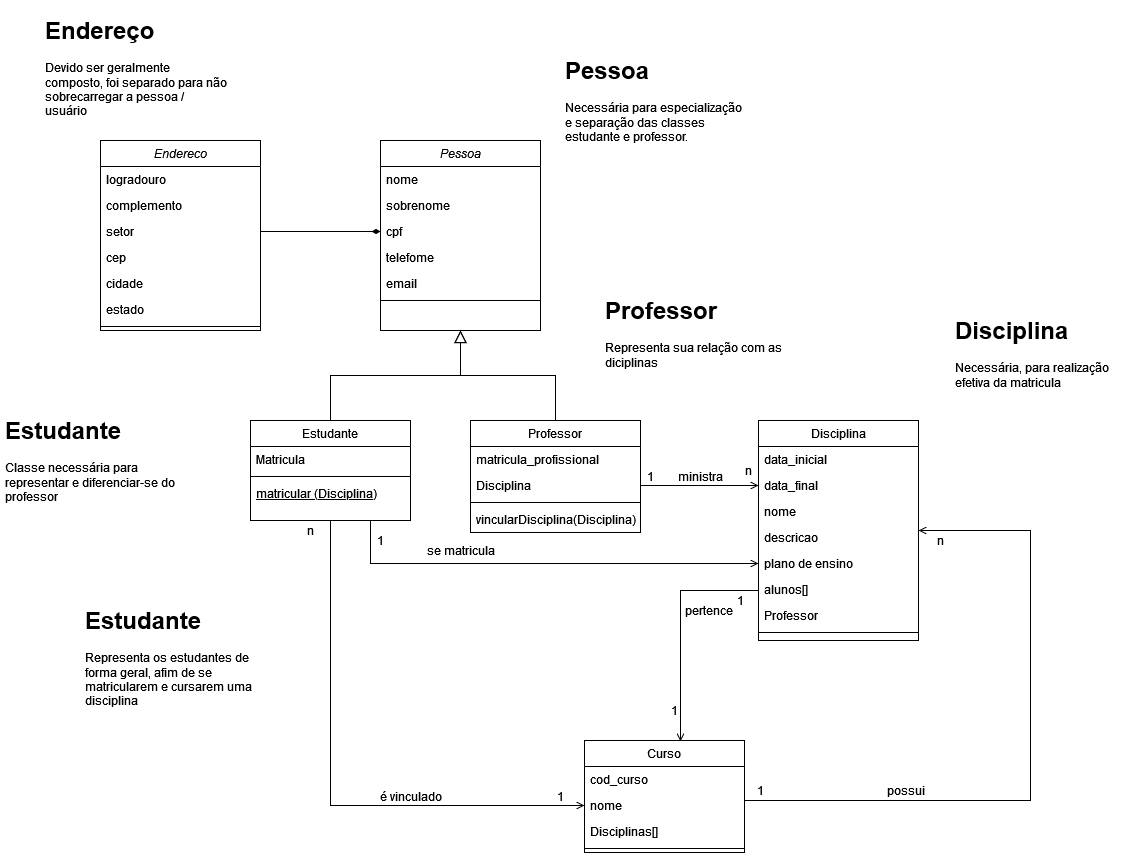 Endereço
Devido ser geralmente
composto, foi separado para não
sobrecarregar a pessoa /
usuário
Pessoa
Necessária para especialização
e separação das classes
estudante e professor.
Endereco
logradouro
complemento
setor
cep
cidade
estado
Pessoa
nome
sobrenome
cpf
telefome
email
Professor
Representa sua relação com as
diciplinas
Disciplina
Necessária, para realização
efetiva da matricula
Estudante
Classe necessária para
representar e diferenciar-se do
professor
Estudante
Matricula
matricular (Disciplina)
Professor
matricula_profissional
Disciplina
vincularDisciplina(Disciplina)
1
ministra
n
Disciplina
data_inicial
data_final
nome
descricao
plano de ensino
alunos[]
Professor
n
1
se matricula
n
1
pertence
1
Estudante
Representa os estudantes de
forma geral, afim de se
matricularem e cursarem uma
disciplina
Curso
cod_curso
nome
Disciplinas[]
é vinculado
1
1
possui